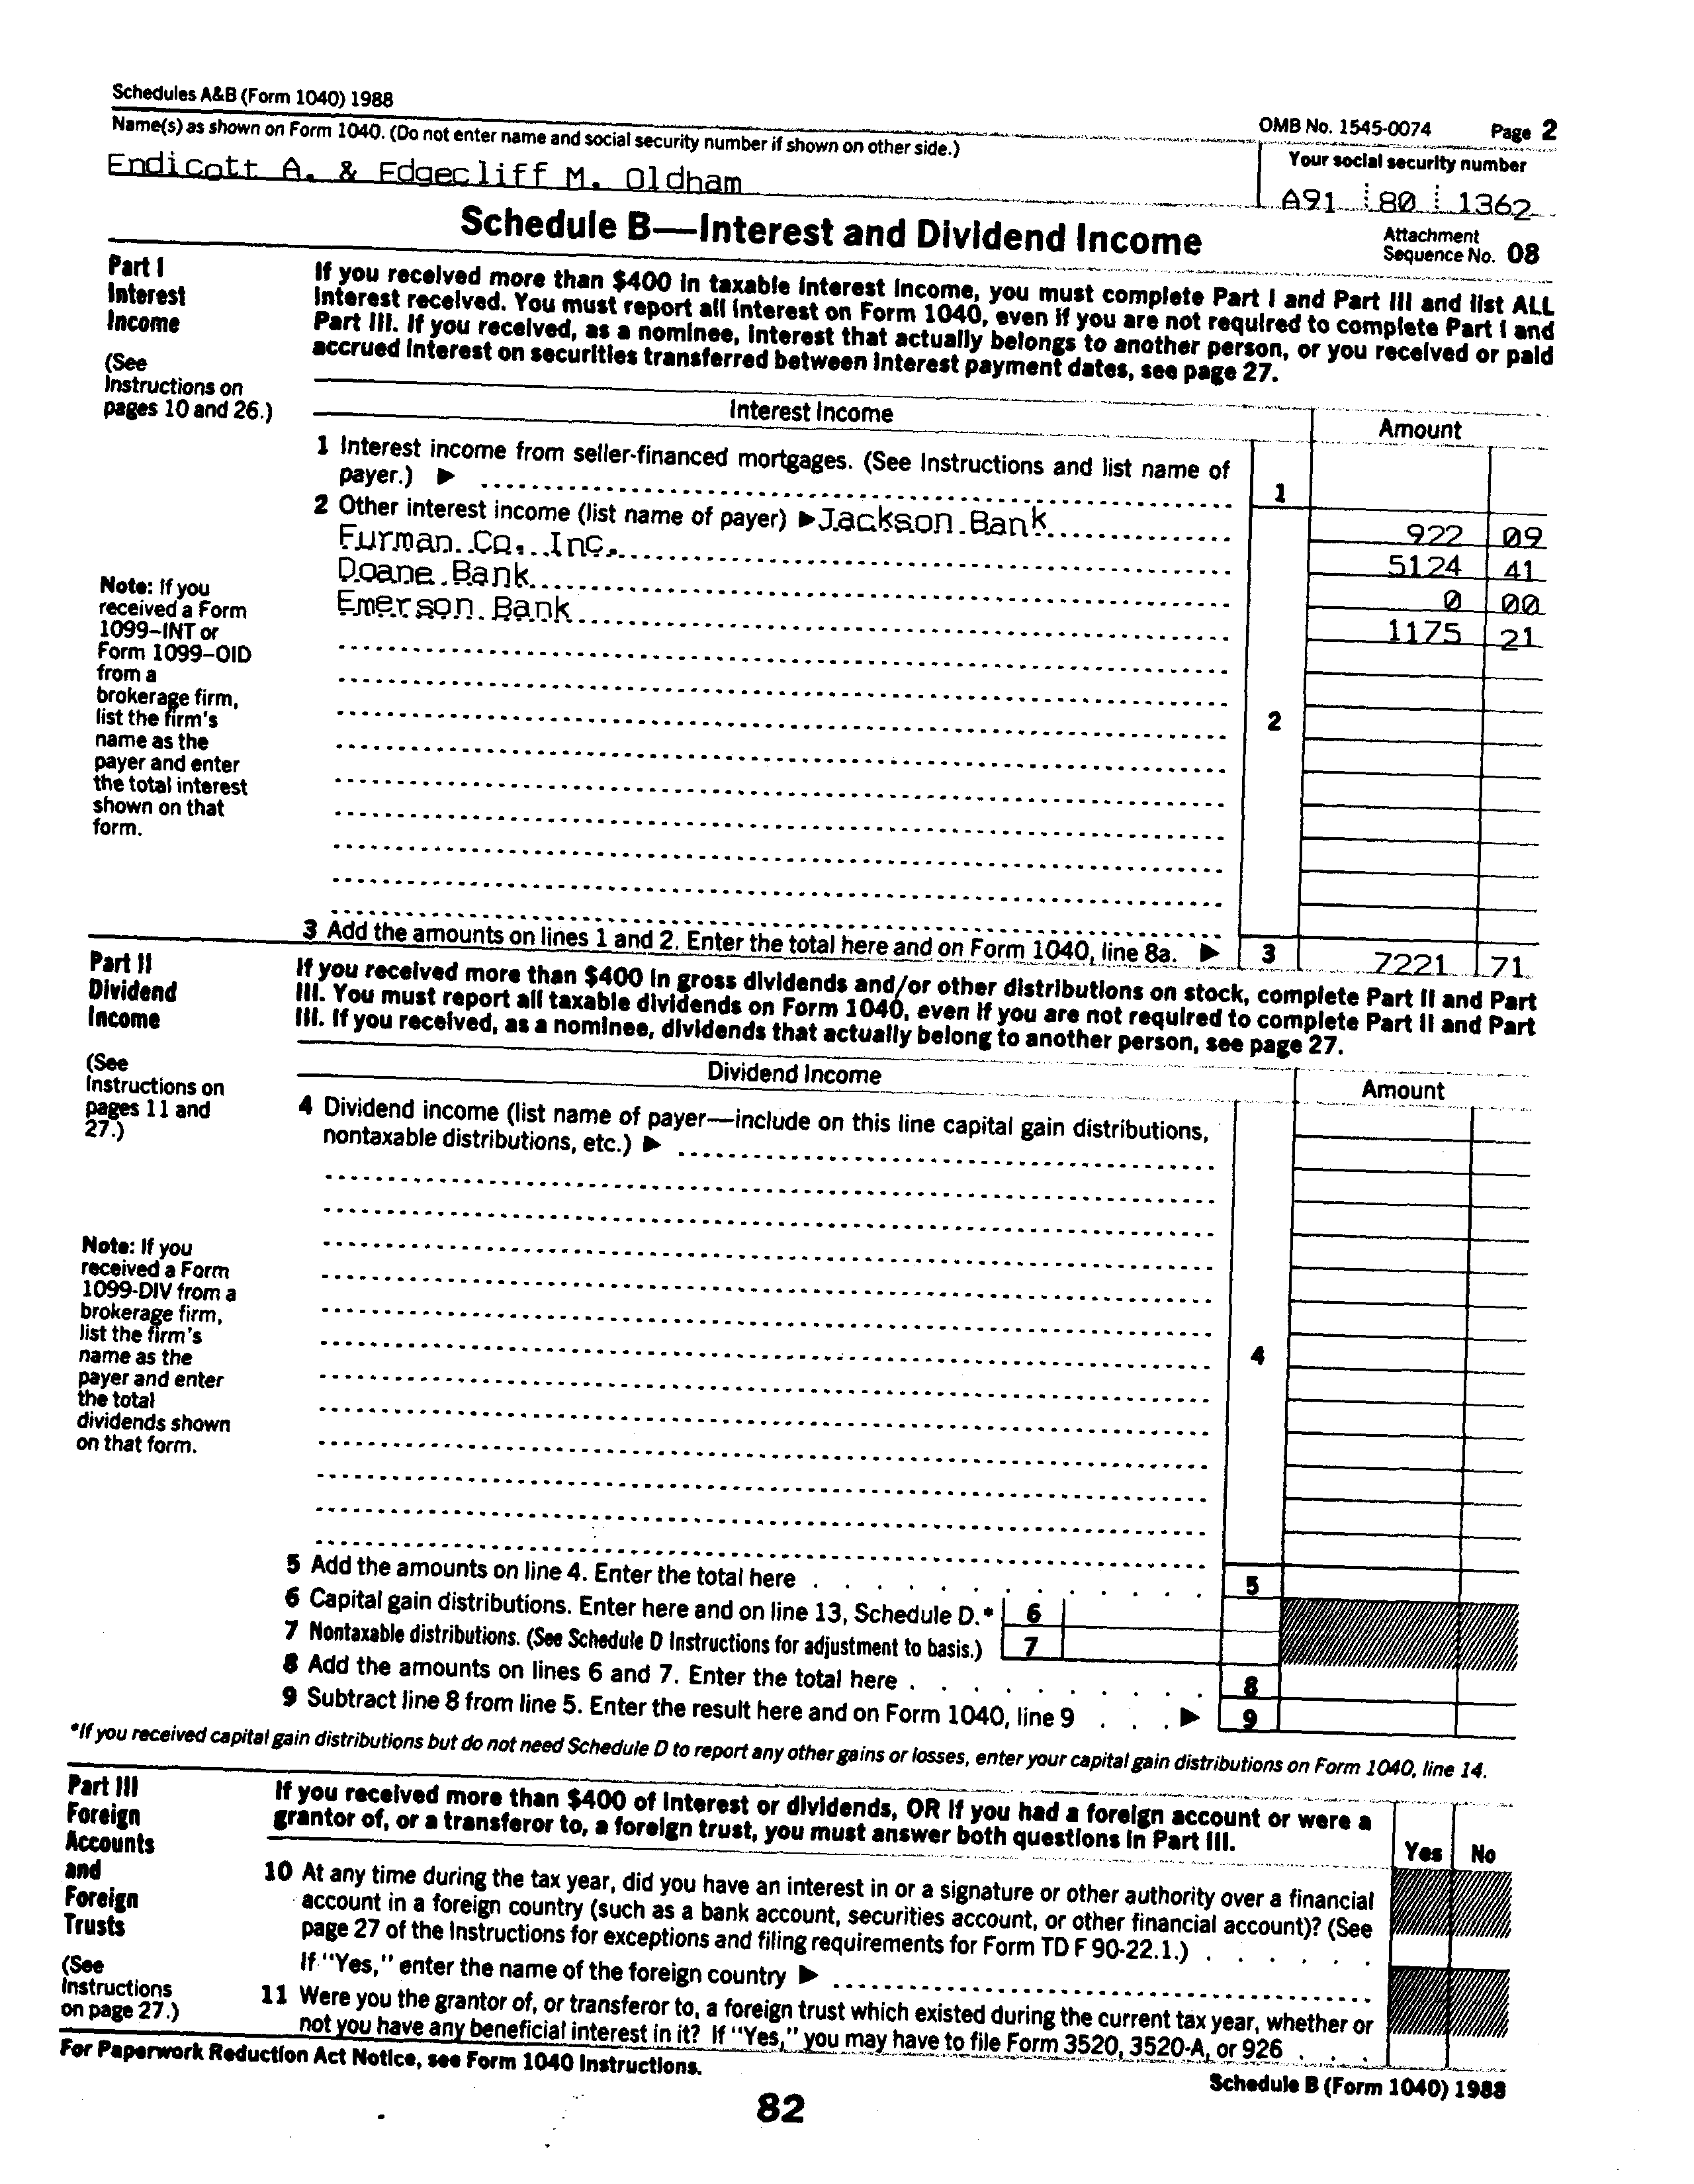 Schedules A&B (Form 1040) 1988
OMB No. 1545-0074 Page 2
Name(s) as shown on Form 1040. (Do not enter name and social security number if shown on other side.)
Your social security number
Endicott A. & Edgecliff M. Oldham
A91 80 1362
Schedule B—Interest and Dividend Income
Attachment
Sequence No. 08
Part I
Interest
Income
(See
Instructions on
pages 10 and 26.)
If you received more than $400 in taxable interest income, you must complete Part I and Part III and list ALL
interest received. You must report all interest on Form 1040, even if you are not required to complete Part I and
Part III. If you received, as a nominee, interest that actually belongs to another person, or you received or paid
accrued interest on securities transferred between interest payment dates, see page 27.
Interest Income
Amount
1 Interest income from seller-financed mortgages. (See Instructions and list name of
payer.) ▶
1
2 Other interest income (list name of payer) ▶ Jackson Bank 922 09
Furman Co. Inc. 5124 41
Doane Bank 0 00
Emerson Bank 1175 21
2
Note: If you
received a Form
1099–INT or
Form 1099–OID
from a
brokerage firm,
list the firm's
name as the
payer and enter
the total interest
shown on that
form.
3 Add the amounts on lines 1 and 2. Enter the total here and on Form 1040, line 8a. ▶ 3 7221 71
Part II
Dividend
Income
(See
Instructions on
pages 11 and
27.)
If you received more than $400 in gross dividends and/or other distributions on stock, complete Part II and Part
III. You must report all taxable dividends on Form 1040, even if you are not required to complete Part II and Part
III. If you received, as a nominee, dividends that actually belong to another person, see page 27.
Dividend Income
Amount
4 Dividend income (list name of payer—include on this line capital gain distributions,
nontaxable distributions, etc.) ▶
4
Note: If you
received a Form
1099-DIV from a
brokerage firm,
list the firm's
name as the
payer and enter
the total
dividends shown
on that form.
5 Add the amounts on line 4. Enter the total here 5
6 Capital gain distributions. Enter here and on line 13, Schedule D.* 6
7 Nontaxable distributions. (See Schedule D Instructions for adjustment to basis.) 7
8 Add the amounts on lines 6 and 7. Enter the total here 8
9 Subtract line 8 from line 5. Enter the result here and on Form 1040, line 9 ▶ 9
*If you received capital gain distributions but do not need Schedule D to report any other gains or losses, enter your capital gain distributions on Form 1040, line 14.
Part III
Foreign
Accounts
and
Foreign
Trusts
(See
Instructions
on page 27.)
If you received more than $400 of interest or dividends, OR if you had a foreign account or were a
grantor of, or a transferor to, a foreign trust, you must answer both questions in Part III.
Yes No
10 At any time during the tax year, did you have an interest in or a signature or other authority over a financial
account in a foreign country (such as a bank account, securities account, or other financial account)? (See
page 27 of the Instructions for exceptions and filing requirements for Form TD F 90-22.1.)
If "Yes," enter the name of the foreign country ▶
11 Were you the grantor of, or transferor to, a foreign trust which existed during the current tax year, whether or
not you have any beneficial interest in it? If "Yes," you may have to file Form 3520, 3520-A, or 926
For Paperwork Reduction Act Notice, see Form 1040 Instructions.
Schedule B (Form 1040) 1988
82